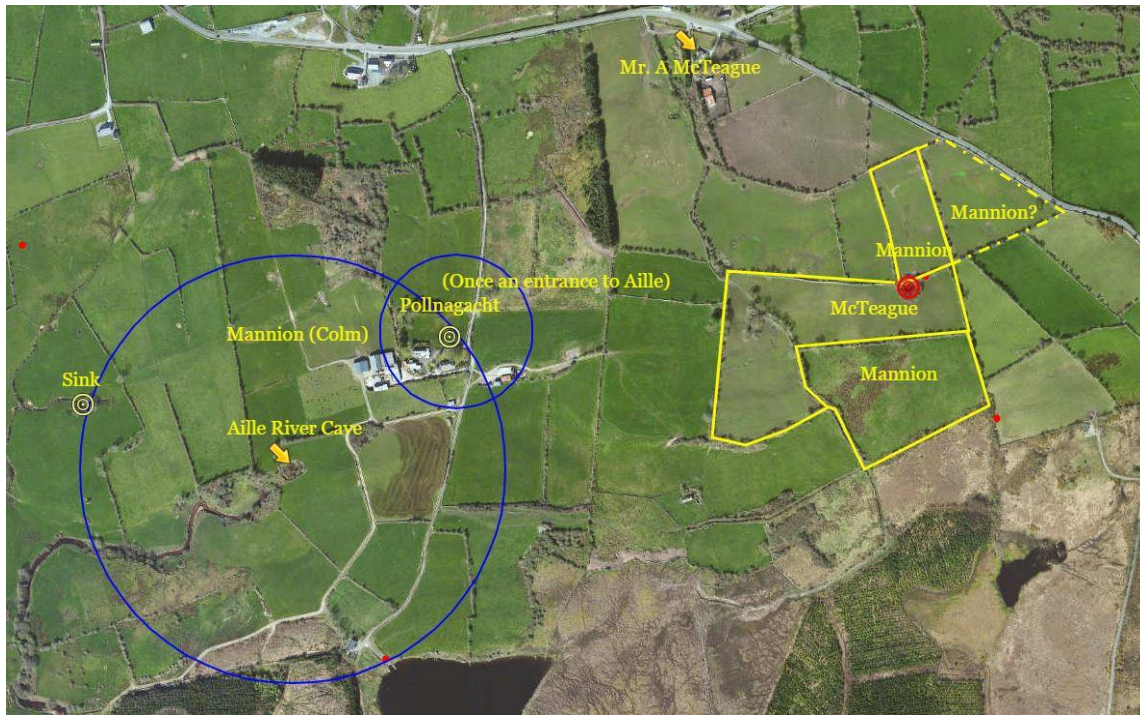 Mr. A McTeague
Mannion?
Mannion
(Once an entrance to Aille)
Pollnagacht
McTeague
Mannion (Colm)
Mannion
Sink
Aille River Cave